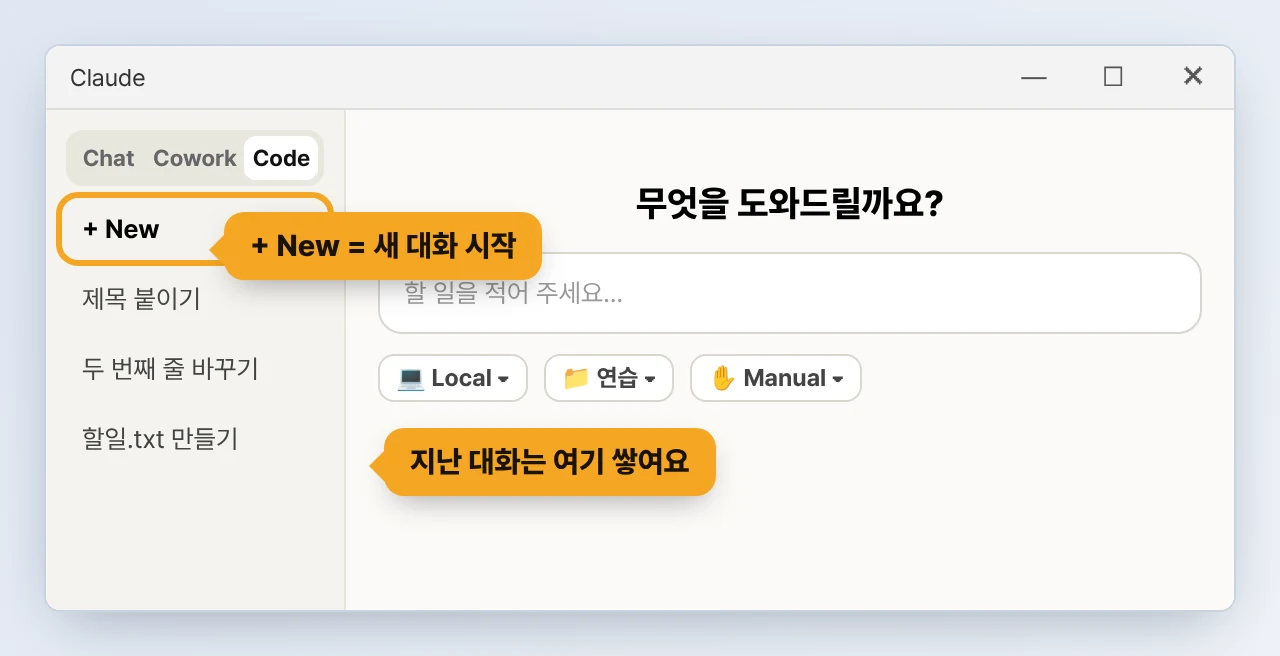 Claude
Chat Cowork Code
+ New
+ New = 새 대화 시작
제목 붙이기
두 번째 줄 바꾸기
할일.txt 만들기
무엇을 도와드릴까요?
할 일을 적어 주세요...
Local 연습 Manual
지난 대화는 여기 쌓여요